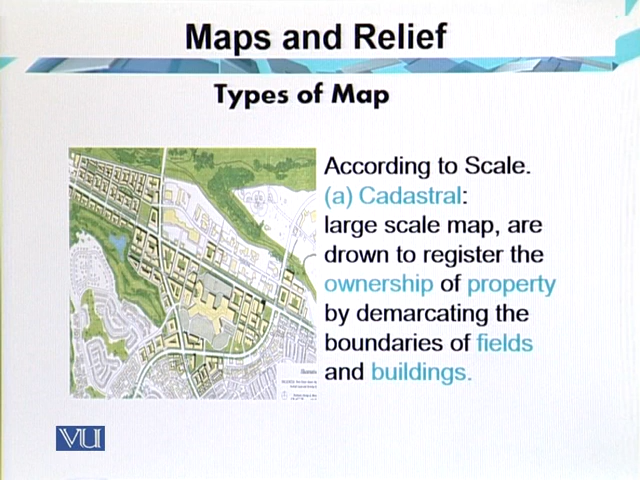 Maps and Relief
Types of Map
According to Scale.
(a) Cadastral:
large scale map, are
drown to register the
ownership of property
by demarcating the
boundaries of fields
and buildings.
VU